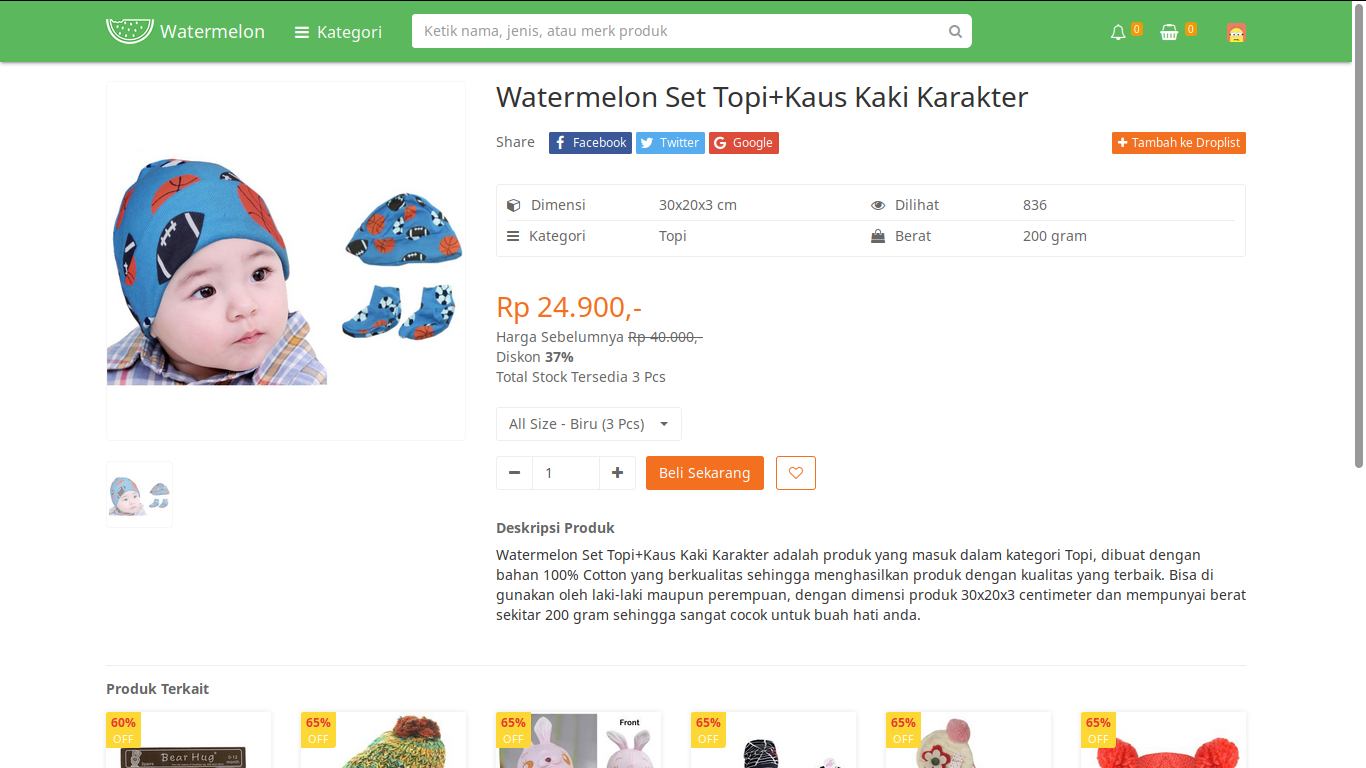 Watermelon
Kategori
Ketik nama, jenis, atau merk produk
0
0
Watermelon Set Topi+Kaus Kaki Karakter
Share Facebook Twitter Google
Tambah ke Droplist
Dimensi 30x20x3 cm Dilihat 836
Kategori Topi Berat 200 gram
Rp 24.900,-
Harga Sebelumnya Rp 40.000,-
Diskon 37%
Total Stock Tersedia 3 Pcs
All Size - Biru (3 Pcs)
1
Beli Sekarang
Deskripsi Produk
Watermelon Set Topi+Kaus Kaki Karakter adalah produk yang masuk dalam kategori Topi, dibuat dengan
bahan 100% Cotton yang berkualitas sehingga menghasilkan produk dengan kualitas yang terbaik. Bisa di
gunakan oleh laki-laki maupun perempuan, dengan dimensi produk 30x20x3 centimeter dan mempunyai berat
sekitar 200 gram sehingga sangat cocok untuk buah hati anda.
Produk Terkait
60% OFF
Bear Hug
65% OFF
65% OFF
Front
65% OFF
65% OFF
65% OFF